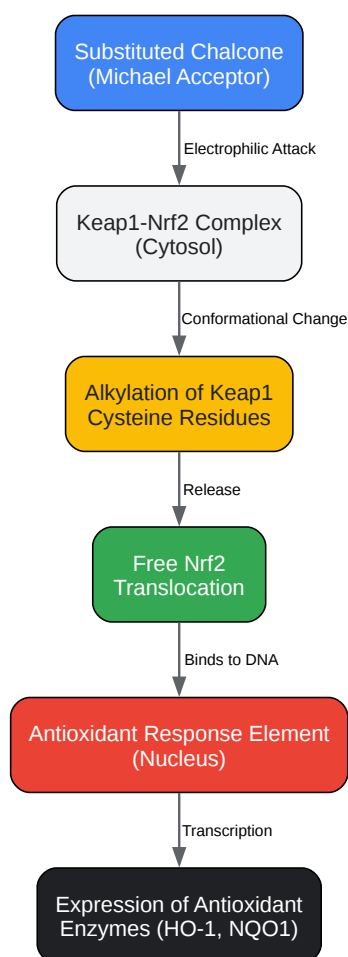 Substituted Chalcone
(Michael Acceptor)
Electrophilic Attack
Keap1-Nrf2 Complex
(Cytosol)
Conformational Change
Alkylation of Keap1
Cysteine Residues
Release
Free Nrf2
Translocation
Binds to DNA
Antioxidant Response Element
(Nucleus)
Transcription
Expression of Antioxidant
Enzymes (HO-1, NQO1)